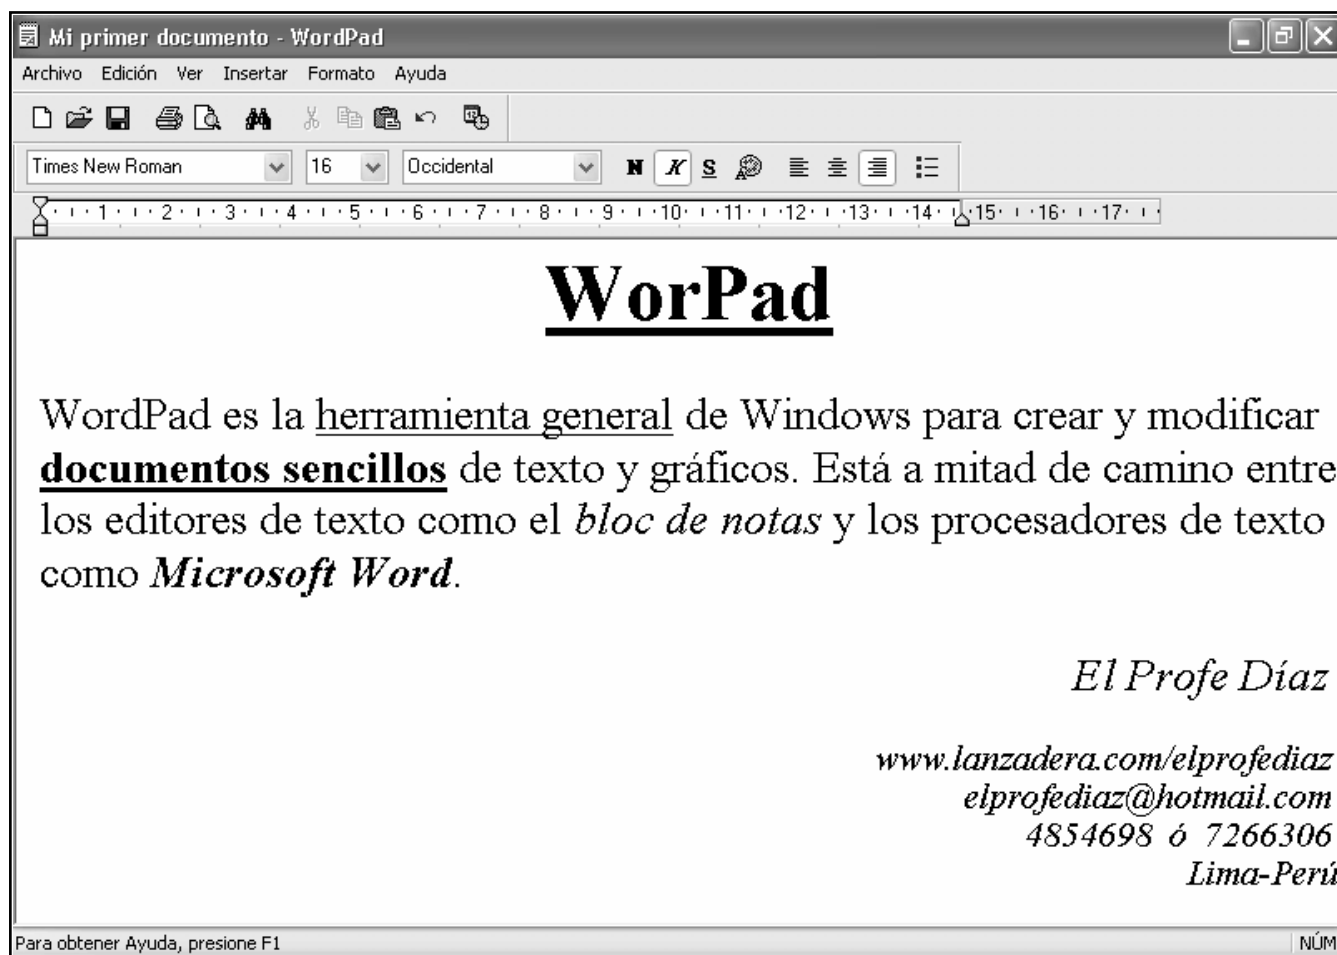 Mi primer documento - WordPad
Archivo Edición Ver Insertar Formato Ayuda
Times New Roman 16 Occidental N K S
1 2 3 4 5 6 7 8 9 10 11 12 13 14 15 16 17
WorPad
WordPad es la herramienta general de Windows para crear y modificar
documentos sencillos de texto y gráficos. Está a mitad de camino entre
los editores de texto como el bloc de notas y los procesadores de texto
como Microsoft Word.
El Profe Díaz
www.lanzadera.com/elprofediaz
elprofediaz@hotmail.com
4854698 ó 7266306
Lima-Perú
Para obtener Ayuda, presione F1 NÚM